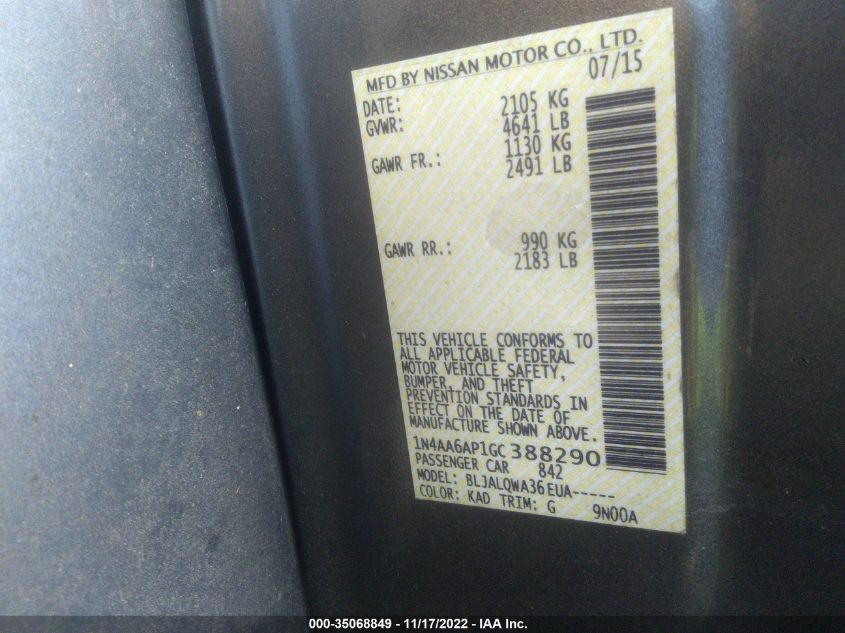 MFD BY NISSAN MOTOR CO., LTD.
DATE: 07/15
GVWR: 2105 KG
4641 LB
GAWR FR.: 1130 KG
2491 LB
GAWR RR.: 990 KG
2183 LB
THIS VEHICLE CONFORMS TO
ALL APPLICABLE FEDERAL
MOTOR VEHICLE SAFETY,
BUMPER, AND THEFT
PREVENTION STANDARDS IN
EFFECT ON THE DATE OF
MANUFACTURE SHOWN ABOVE.
1N4AA6AP1GC388290
PASSENGER CAR 842
MODEL: BLJALQWA36EUA-----
COLOR: KAD TRIM: G 9N00A
000-35068849 - 11/17/2022 - IAA Inc.